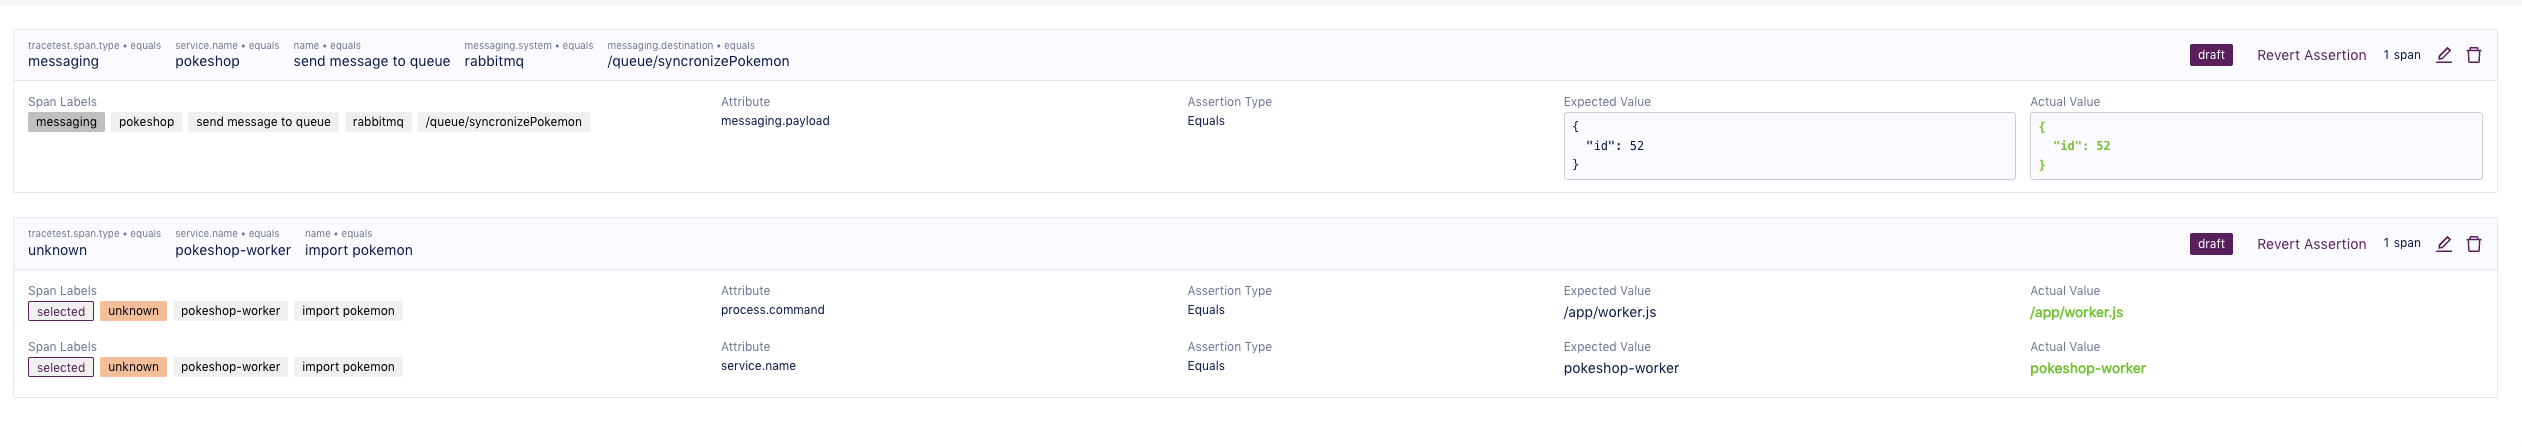 tracetest.span.type • equals service.name • equals name • equals messaging.system • equals messaging.destination • equals
messaging pokeshop send message to queue rabbitmq /queue/syncronizePokemon
draft Revert Assertion 1 span
Span Labels Attribute Assertion Type Expected Value Actual Value
messaging pokeshop send message to queue rabbitmq /queue/syncronizePokemon messaging.payload Equals
{ {
"id": 52 "id": 52
} }
tracetest.span.type • equals service.name • equals name • equals
unknown pokeshop-worker import pokemon
draft Revert Assertion 1 span
Span Labels Attribute Assertion Type Expected Value Actual Value
selected unknown pokeshop-worker import pokemon process.command Equals /app/worker.js /app/worker.js
Span Labels Attribute Assertion Type Expected Value Actual Value
selected unknown pokeshop-worker import pokemon service.name Equals pokeshop-worker pokeshop-worker